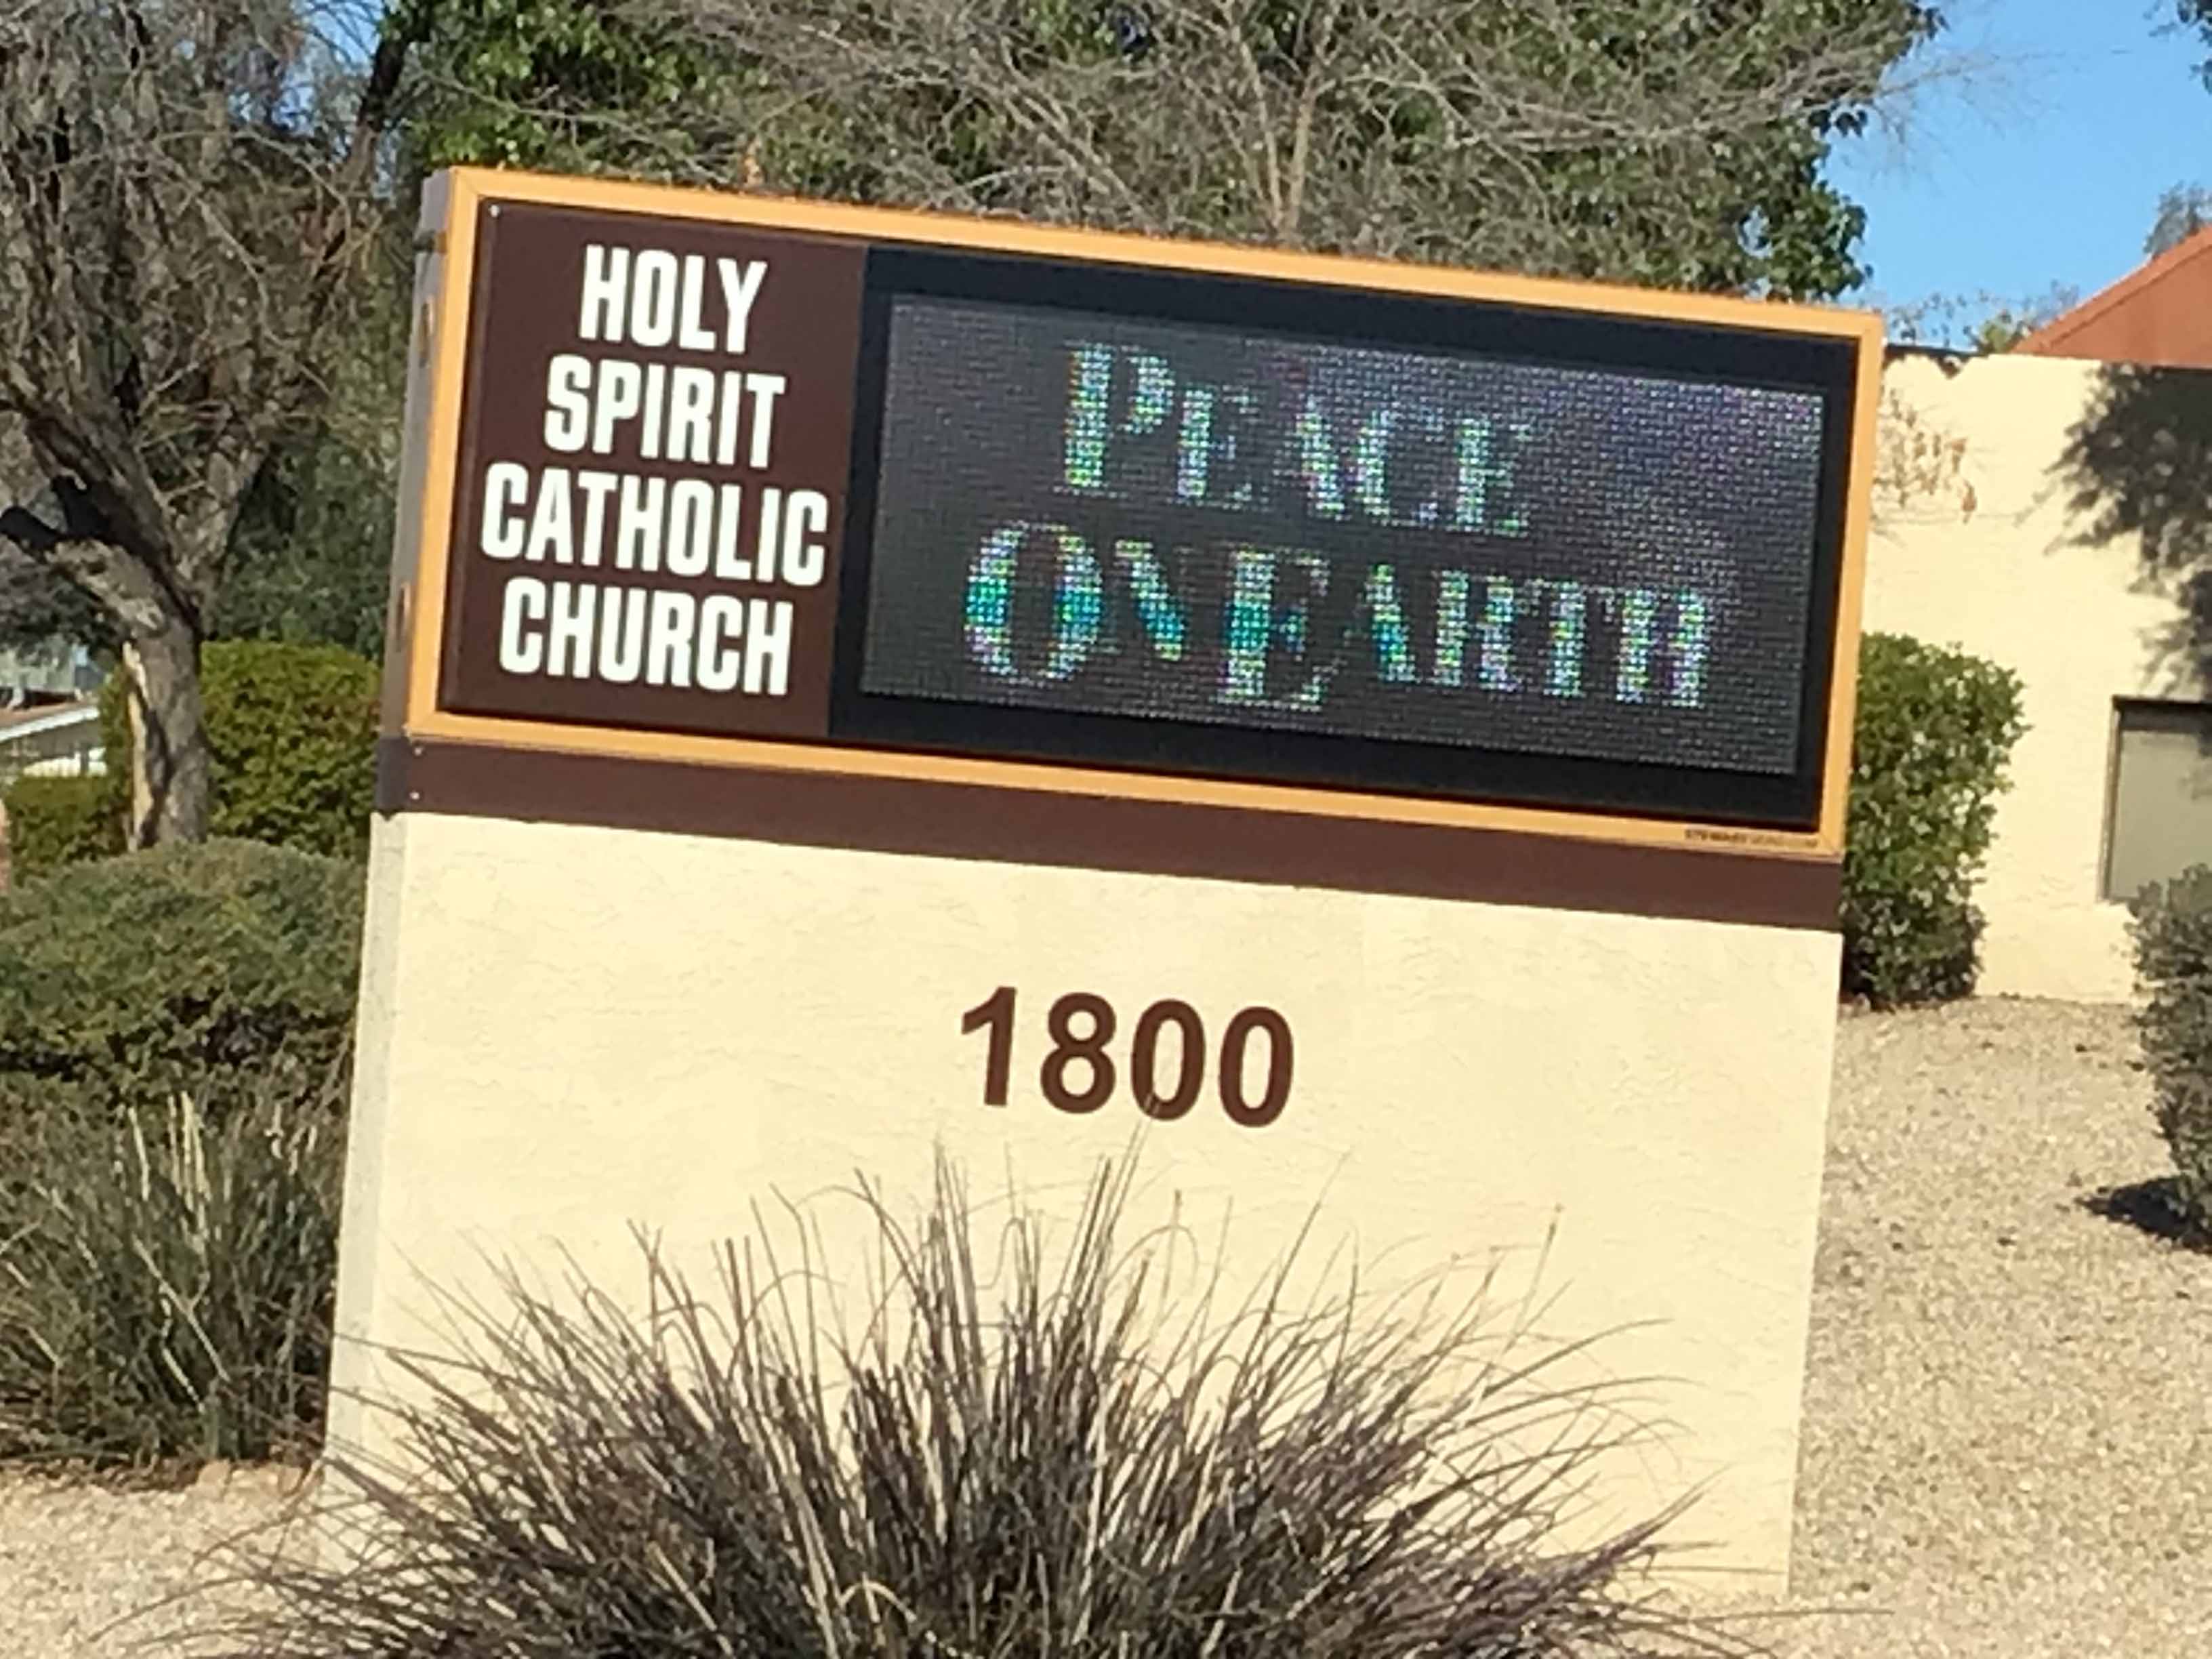 HOLY
SPIRIT
CATHOLIC
CHURCH
PEACE
ON EARTH
1800